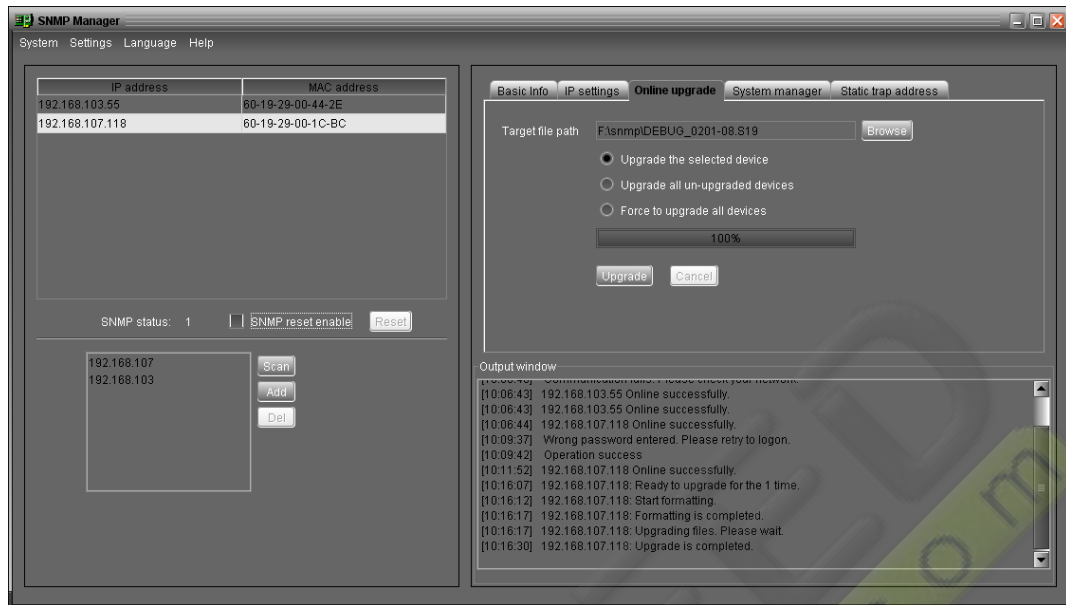 SNMP Manager
System Settings Language Help
IP address MAC address
192.168.103.55 60-19-29-00-44-2E
192.168.107.118 60-19-29-00-1C-BC
SNMP status: 1 SNMP reset enable Reset
192.168.107
192.168.103
Scan
Add
Del
Basic Info IP settings Online upgrade System manager Static trap address
Target file path F:\snmp\DEBUG_0201-08.S19 Browse
Upgrade the selected device
Upgrade all un-upgraded devices
Force to upgrade all devices
100%
Upgrade Cancel
Output window
Communication fails. Please check your network.
[10:06:43] 192.168.103.55 Online successfully.
[10:06:43] 192.168.103.55 Online successfully.
[10:06:44] 192.168.107.118 Online successfully.
[10:09:37] Wrong password entered. Please retry to logon.
[10:09:42] Operation success
[10:11:52] 192.168.107.118 Online successfully.
[10:16:07] 192.168.107.118: Ready to upgrade for the 1 time.
[10:16:12] 192.168.107.118: Start formatting.
[10:16:17] 192.168.107.118: Formatting is completed.
[10:16:17] 192.168.107.118: Upgrading files. Please wait.
[10:16:30] 192.168.107.118: Upgrade is completed.